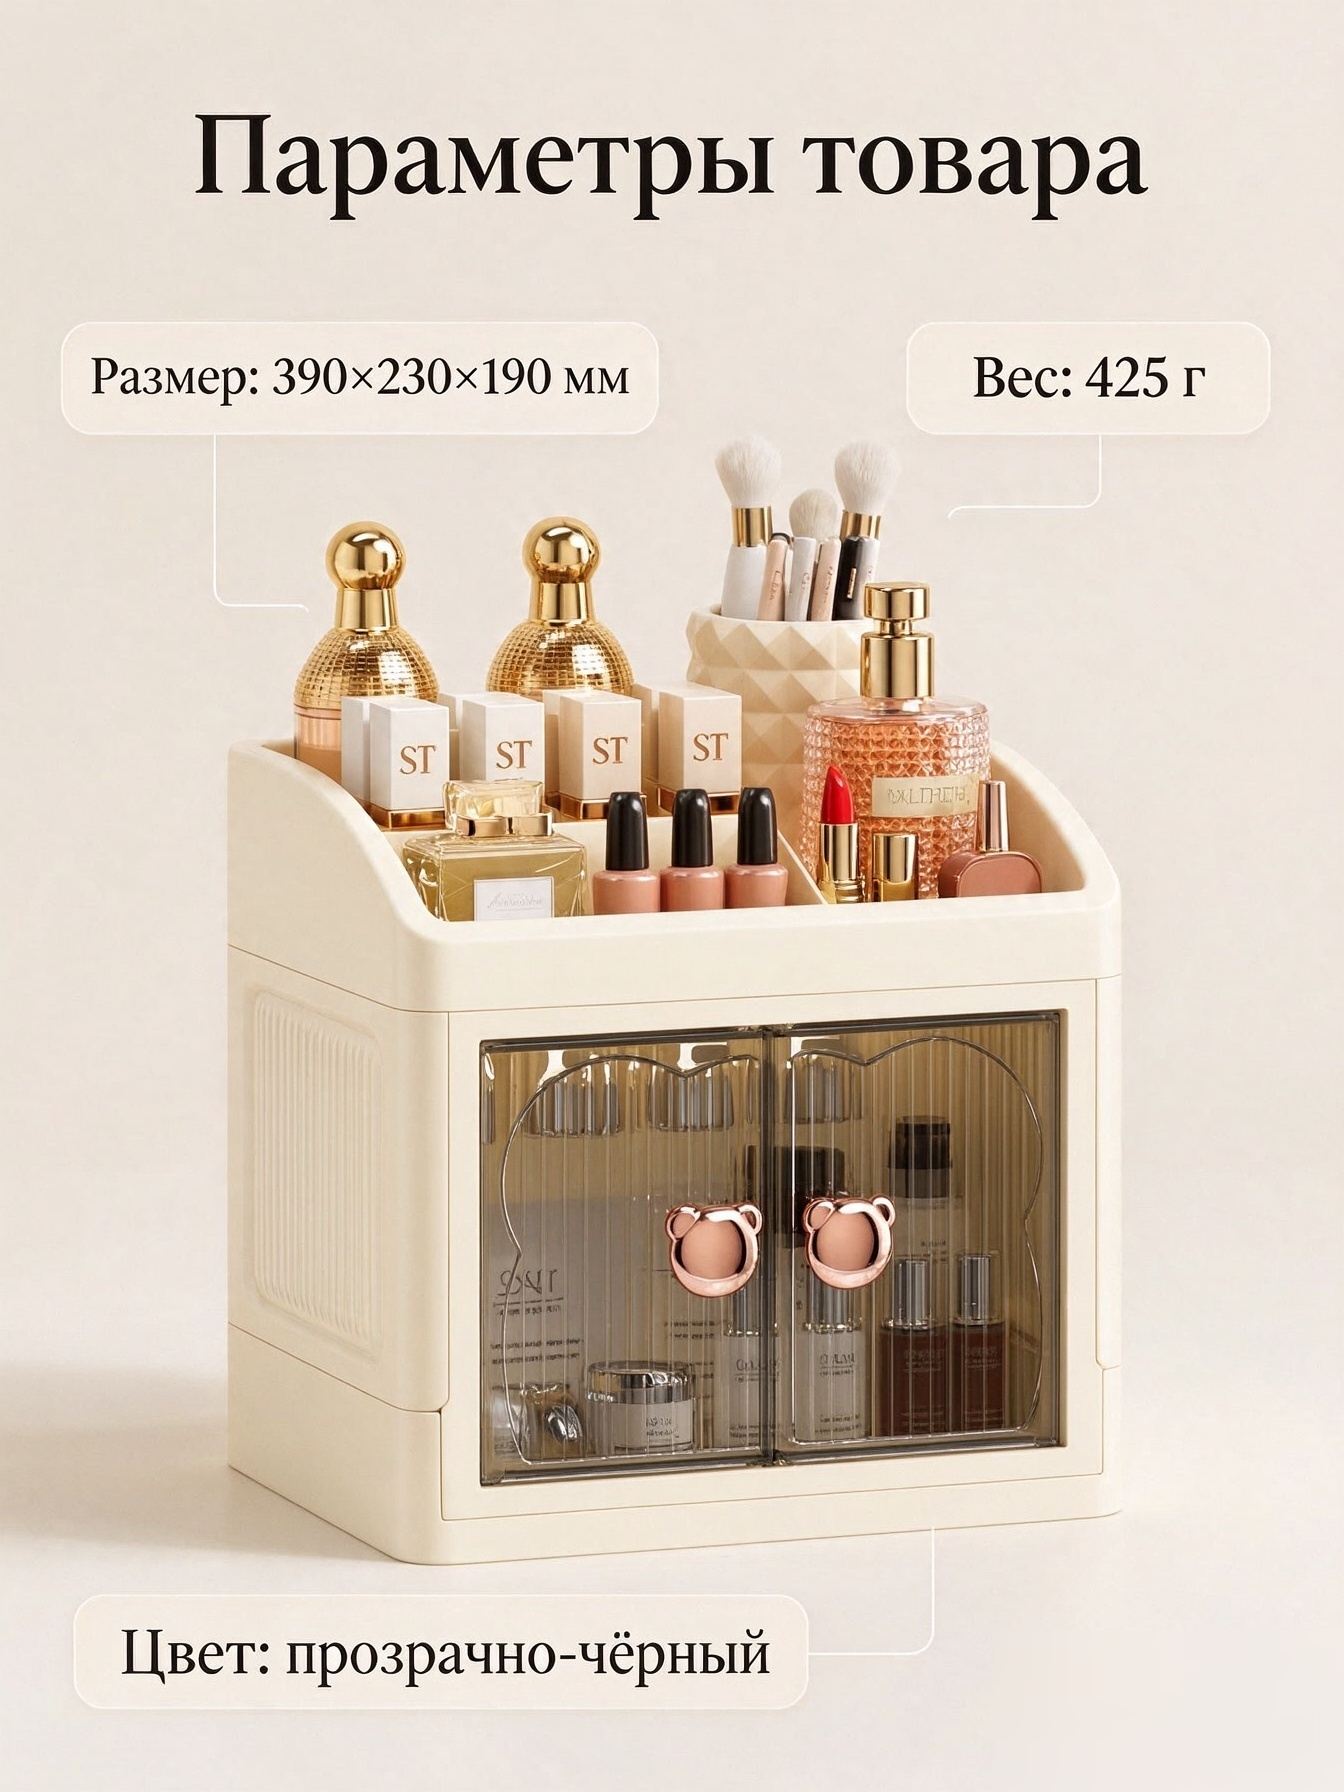 Параметры товара
Размер: 390×230×190 мм
Вес: 425 г
ST
ST
ST
ST
Цвет: прозрачно-чёрный